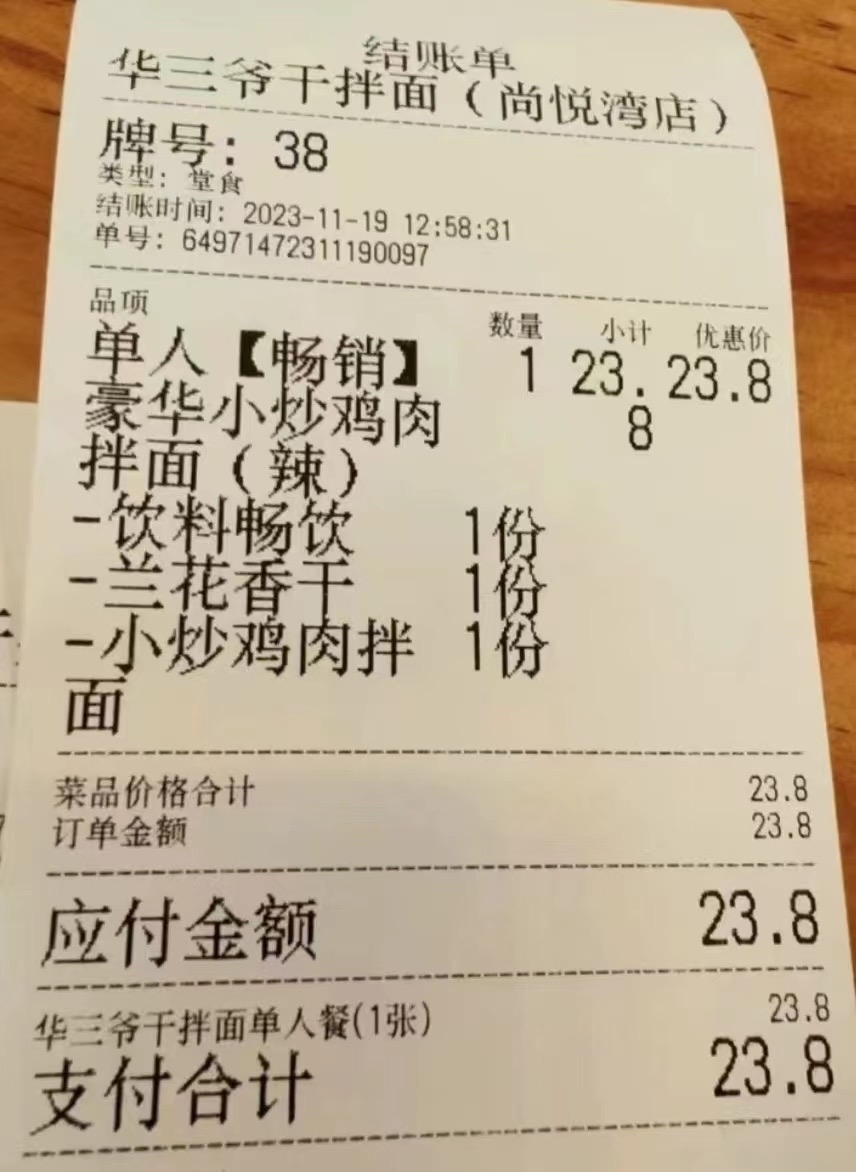 结账单
华三爷干拌面（尚悦湾店）
牌号: 38
类型: 堂食
结账时间: 2023-11-19 12:58:31
单号: 64971472311190097
品项 数量 小计 优惠价
单人【畅销】 1 23. 23.8
豪华小炒鸡肉 8
拌面（辣）
-饮料畅饮 1份
-兰花香干 1份
-小炒鸡肉拌 1份
面
菜品价格合计 23.8
订单金额 23.8
应付金额 23.8
华三爷干拌面单人餐(1张) 23.8
支付合计 23.8